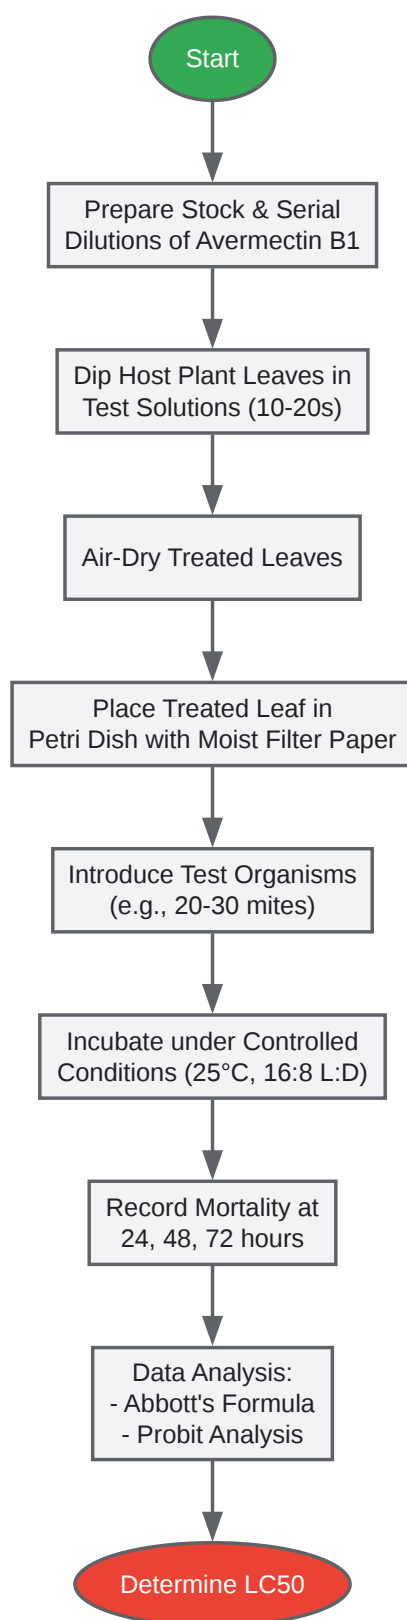 Start
Prepare Stock & Serial
Dilutions of Avermectin B1
Dip Host Plant Leaves in
Test Solutions (10-20s)
Air-Dry Treated Leaves
Place Treated Leaf in
Petri Dish with Moist Filter Paper
Introduce Test Organisms
(e.g., 20-30 mites)
Incubate under Controlled
Conditions (25°C, 16:8 L:D)
Record Mortality at
24, 48, 72 hours
Data Analysis:
- Abbott's Formula
- Probit Analysis
Determine LC50